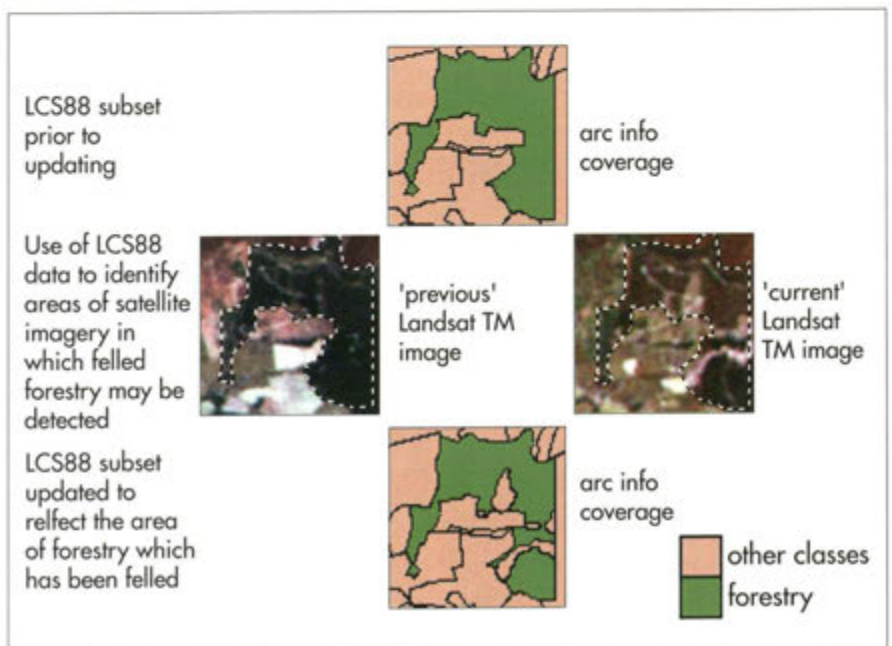 LCS88 subset
prior to
updating
arc info
coverage
Use of LCS88
data to identify
areas of satellite
imagery in
which felled
forestry may be
detected
'previous'
Landsat TM
image
'current'
Landsat
TM image
LCS88 subset
updated to
relfect the area
of forestry which
has been felled
arc info
coverage
other classes
forestry